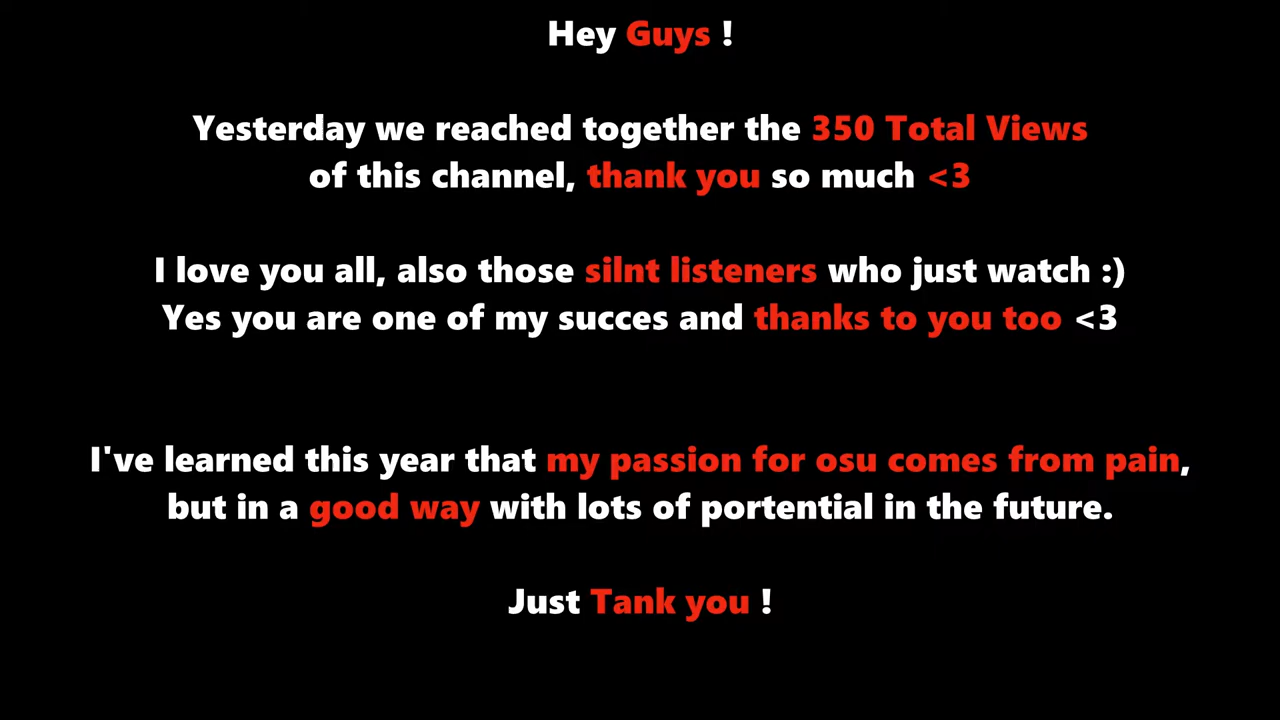 Hey Guys !
Yesterday we reached together the 350 Total Views
of this channel, thank you so much <3
I love you all, also those silnt listeners who just watch :)
Yes you are one of my succes and thanks to you too <3
I've learned this year that my passion for osu comes from pain,
but in a good way with lots of portential in the future.
Just Tank you !